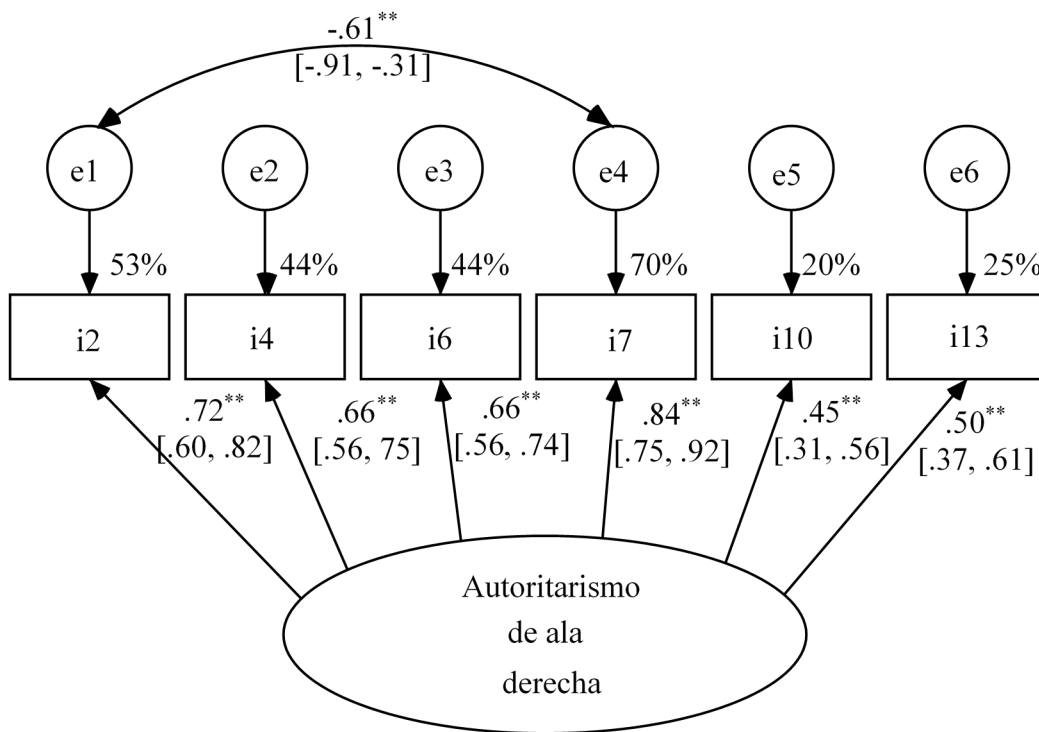 -.61**
[-.91, -.31]
e1 e2 e3 e4 e5 e6
53% 44% 44% 70% 20% 25%
i2 i4 i6 i7 i10 i13
.72** .66** .66** .84** .45** .50**
[.60, .82] [.56, 75] [.56, .74] [.75, .92] [.31, .56] [.37, .61]
Autoritarismo
de ala
derecha